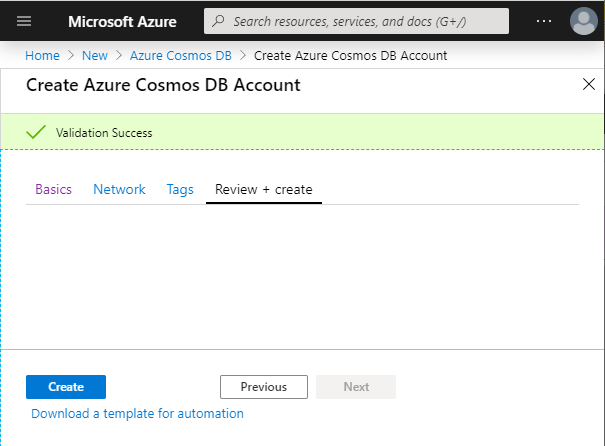 Microsoft Azure Search resources, services, and docs (G+/) ...
Home > New > Azure Cosmos DB > Create Azure Cosmos DB Account
Create Azure Cosmos DB Account
Validation Success
Basics Network Tags Review + create
Create Previous Next
Download a template for automation